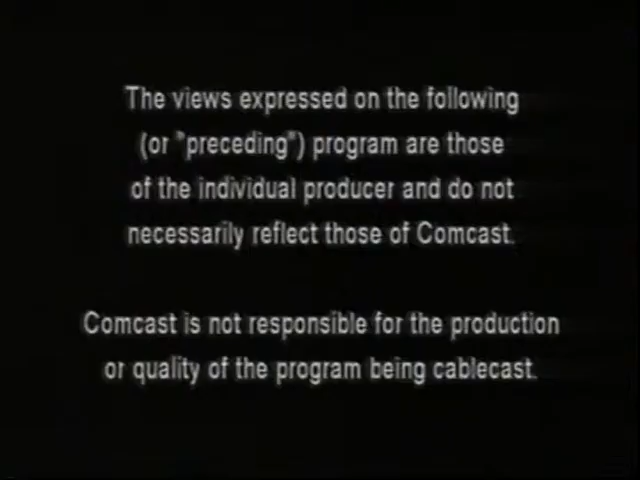 The views expressed on the following
(or "preceding") program are those
of the individual producer and do not
necessarily reflect those of Comcast.
Comcast is not responsible for the production
or quality of the program being cablecast.